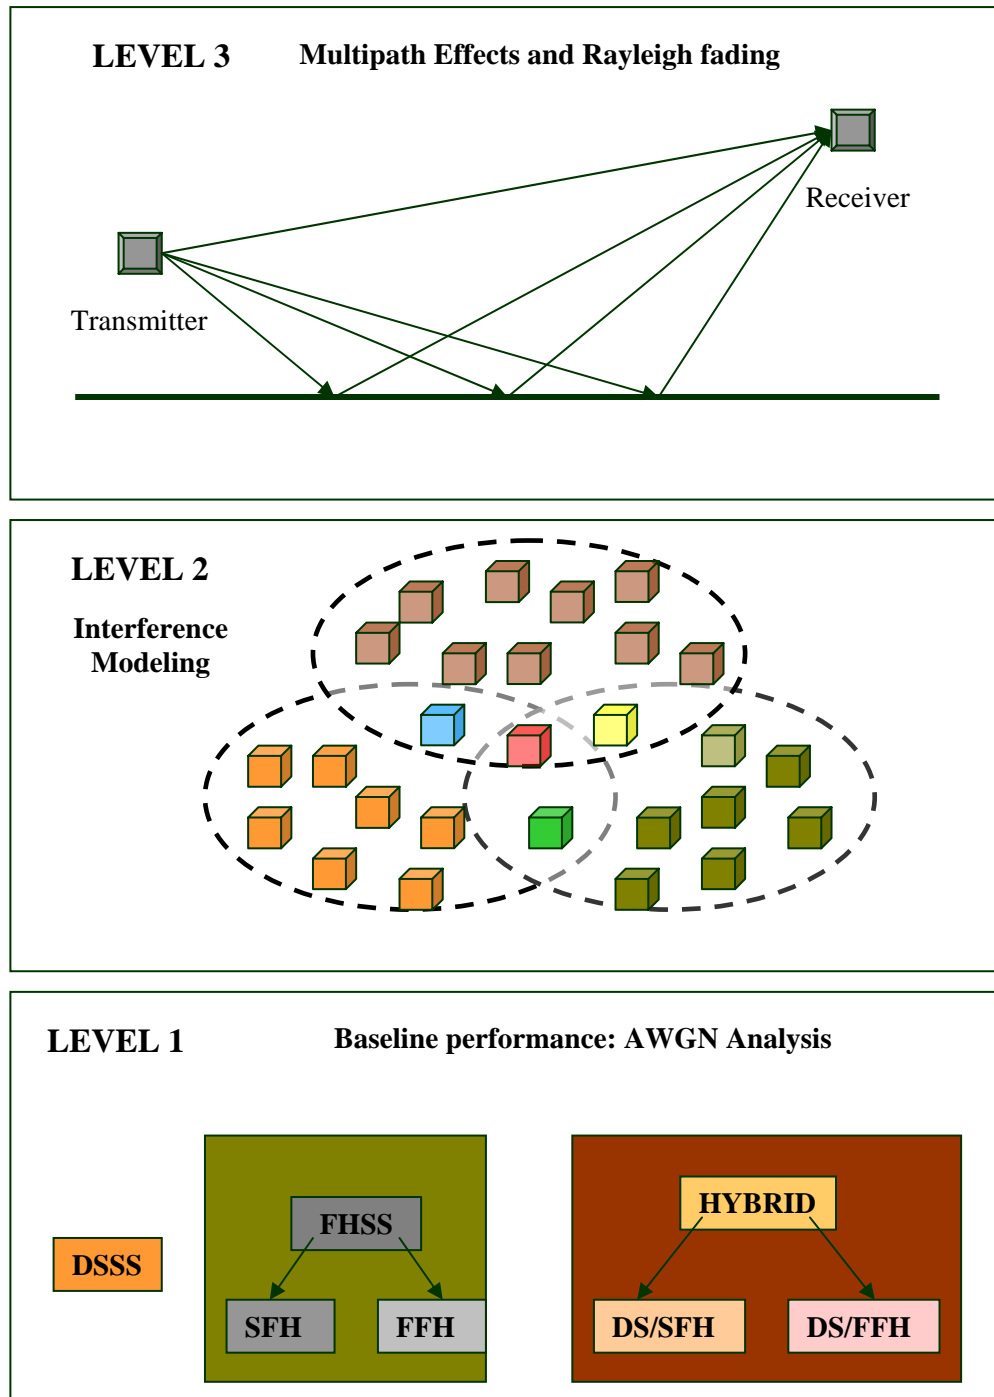 LEVEL 3 Multipath Effects and Rayleigh fading
Receiver
Transmitter
LEVEL 2
Interference
Modeling
LEVEL 1 Baseline performance: AWGN Analysis
FHSS
HYBRID
DSSS
SFH
FFH
DS/SFH
DS/FFH